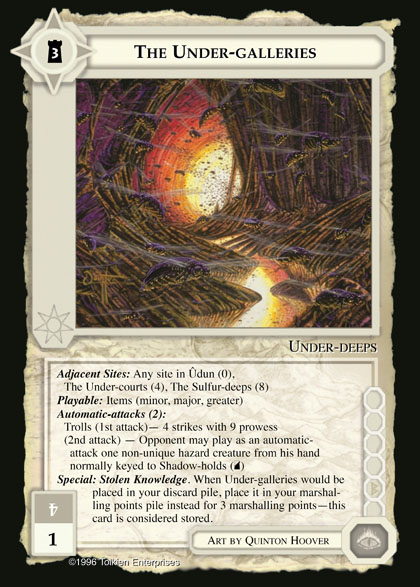 3
THE UNDER-GALLERIES
UNDER-DEEPS
Adjacent Sites: Any site in Ûdun (0),
The Under-courts (4), The Sulfur-deeps (8)
Playable: Items (minor, major, greater)
Automatic-attacks (2):
Trolls (1st attack)— 4 strikes with 9 prowess
(2nd attack) — Opponent may play as an automatic-
attack one non-unique hazard creature from his hand
normally keyed to Shadow-holds ( )
Special: Stolen Knowledge. When Under-galleries would be
placed in your discard pile, place it in your marshal-
ling points pile instead for 3 marshalling points—this
card is considered stored.
1
ART BY QUINTON HOOVER
©1996 Tolkien Enterprises